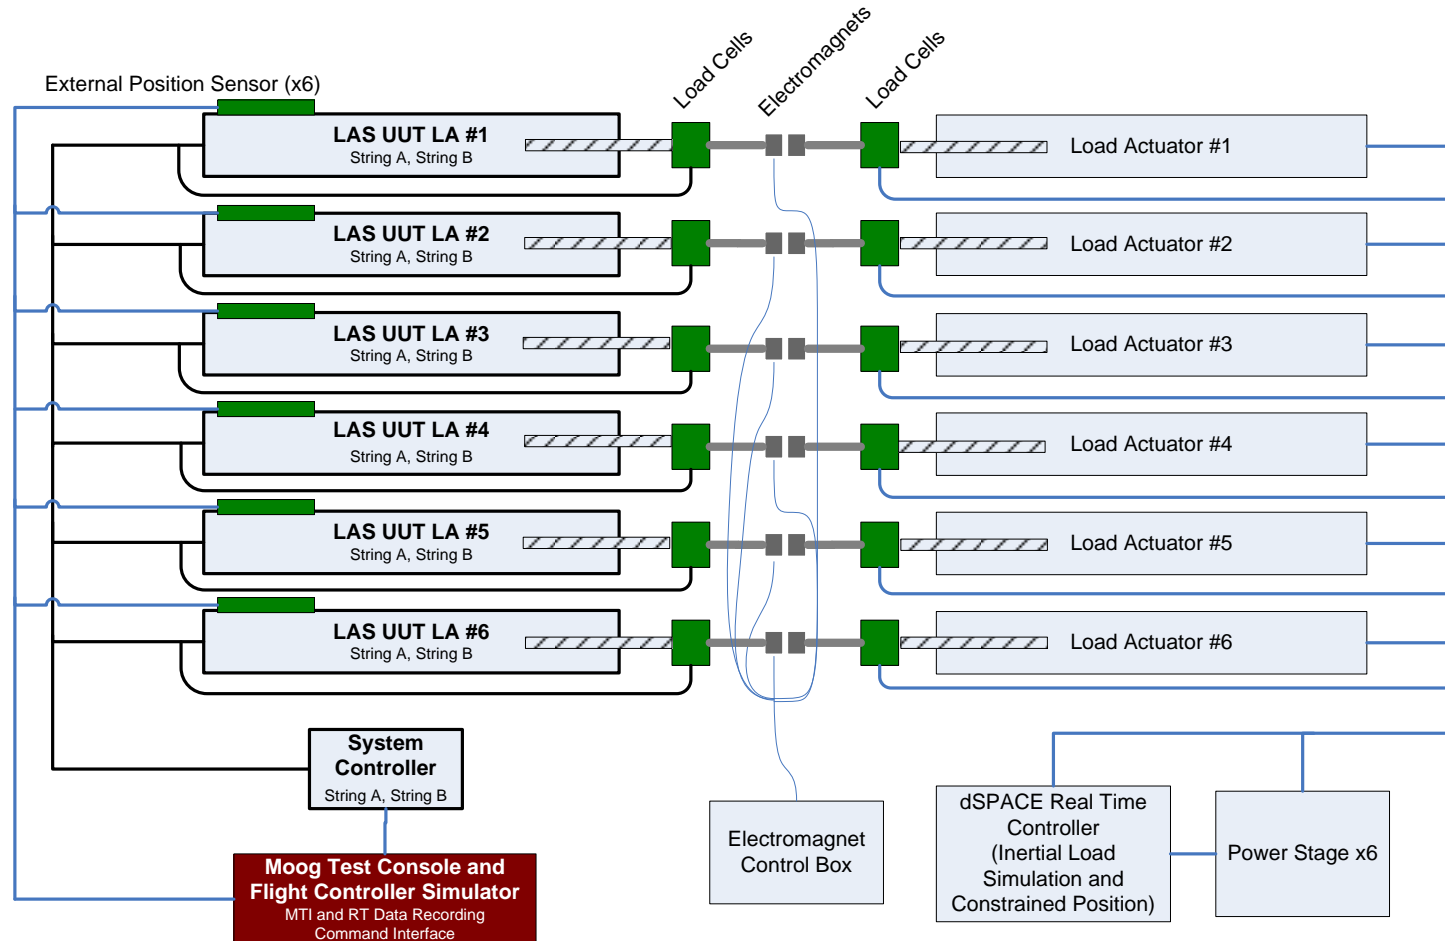 External Position Sensor (x6)
Load Cells
Electromagnets
Load Cells
LAS UUT LA #1
String A, String B
Load Actuator #1
LAS UUT LA #2
String A, String B
Load Actuator #2
LAS UUT LA #3
String A, String B
Load Actuator #3
LAS UUT LA #4
String A, String B
Load Actuator #4
LAS UUT LA #5
String A, String B
Load Actuator #5
LAS UUT LA #6
String A, String B
Load Actuator #6
System
Controller
String A, String B
Moog Test Console and
Flight Controller Simulator
MTI and RT Data Recording
Command Interface
Electromagnet
Control Box
dSPACE Real Time
Controller
(Inertial Load
Simulation and
Constrained Position)
Power Stage x6